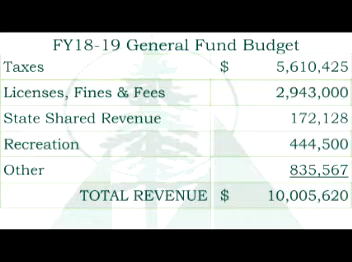 FY18-19 General Fund Budget
Taxes $ 5,610,425
Licenses, Fines & Fees 2,943,000
State Shared Revenue 172,128
Recreation 444,500
Other 835,567
TOTAL REVENUE $ 10,005,620